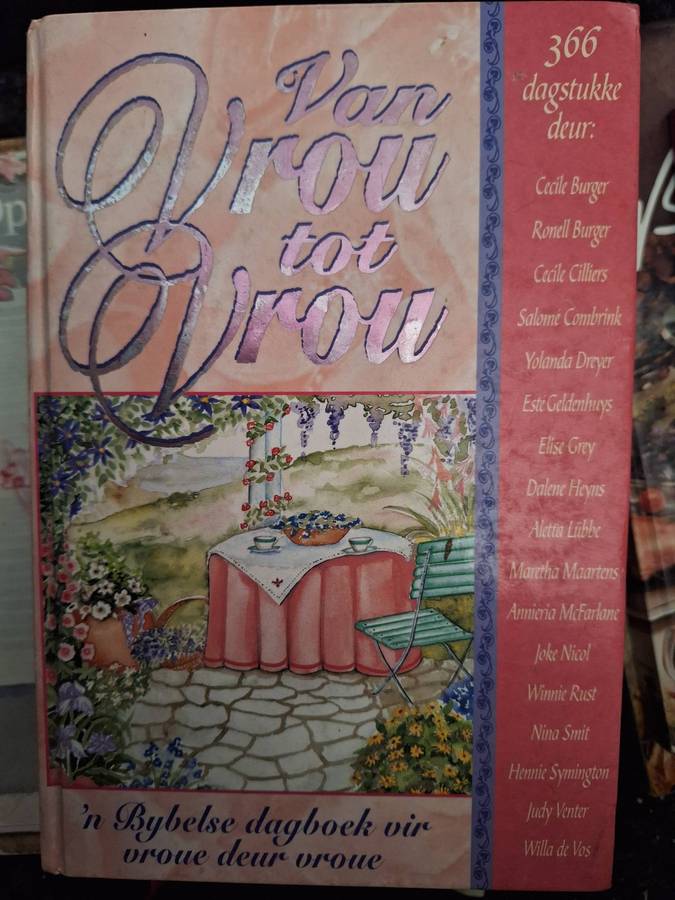 Van
Vrou
tot
Vrou
'n Bybelse dagboek vir
vroue deur vroue
366
dagstukke
deur:
Cecile Burger
Ronell Burger
Cecile Cilliers
Salomé Combrink
Yolanda Dreyer
Este Geldenhuys
Elise Grey
Dalene Heyns
Aletta Lübbe
Maretha Maartens
Annieria McFarlane
Joke Nicol
Winnie Rust
Nina Smit
Hennie Symington
Judy Venter
Willa de Vos